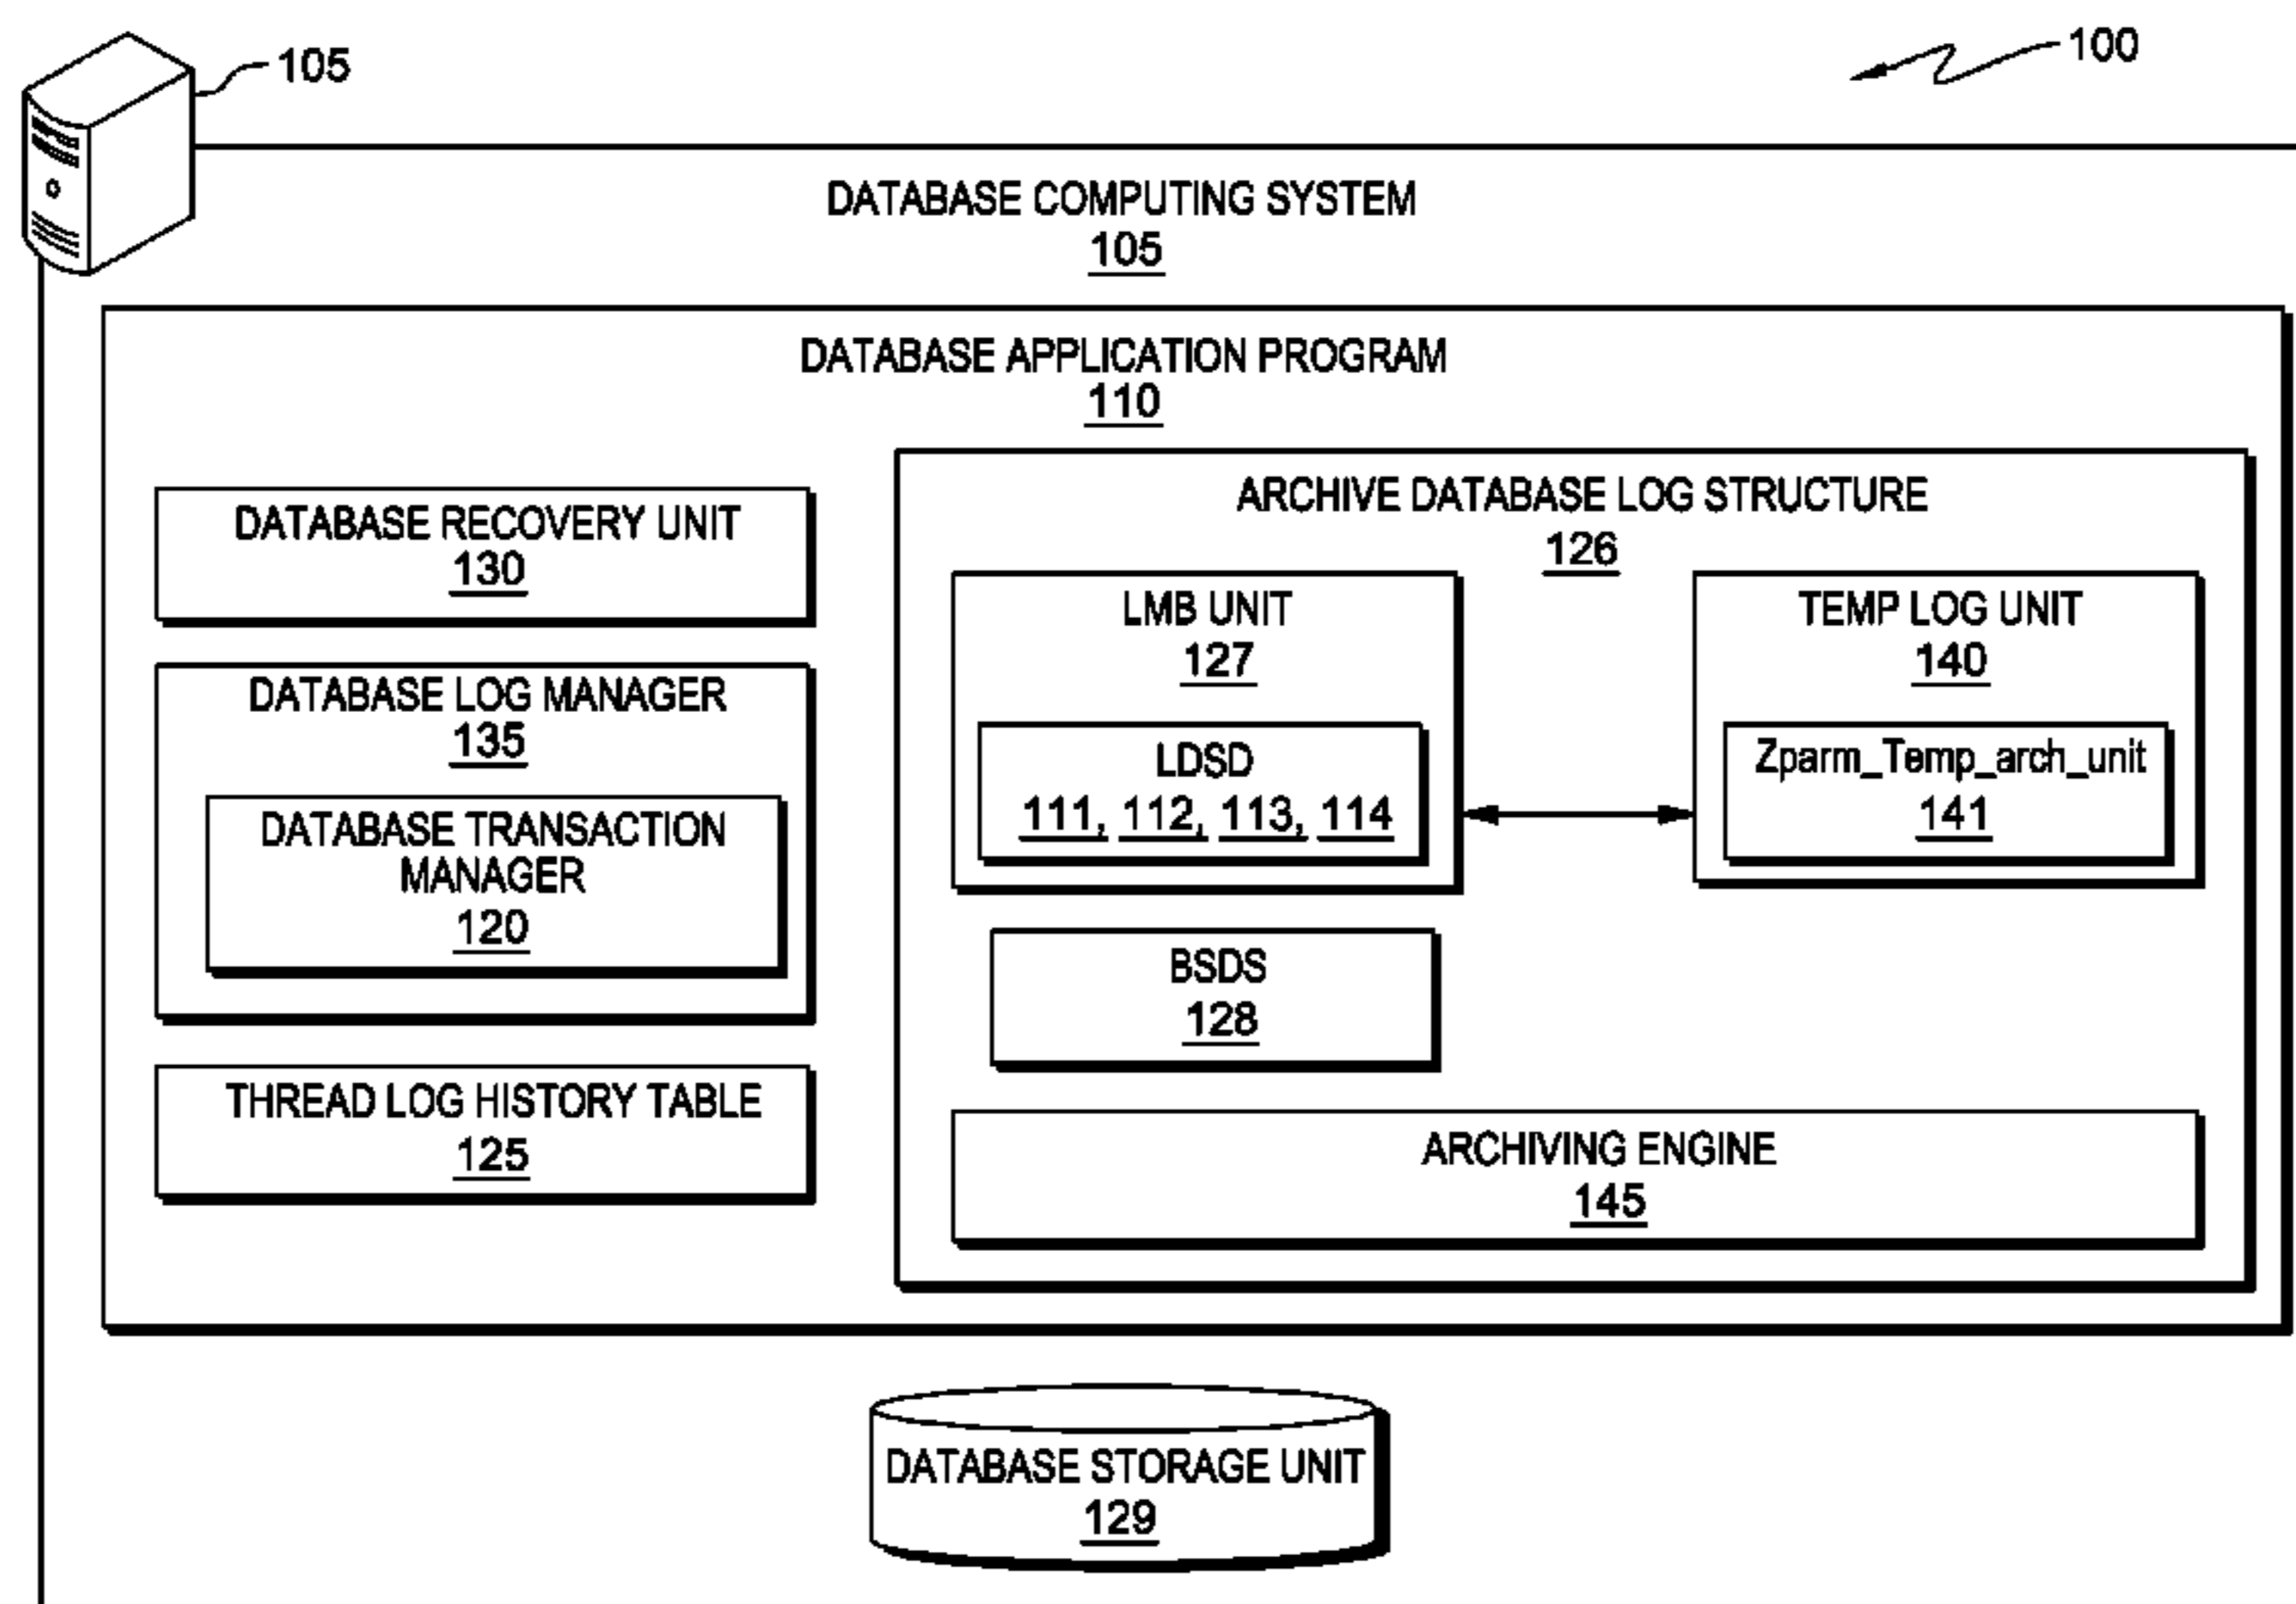 105
100
DATABASE COMPUTING SYSTEM
105
DATABASE APPLICATION PROGRAM
110
DATABASE RECOVERY UNIT
130
DATABASE LOG MANAGER
135
DATABASE TRANSACTION
MANAGER
120
THREAD LOG HISTORY TABLE
125
ARCHIVE DATABASE LOG STRUCTURE
126
LMB UNIT
127
LDSD
111, 112, 113, 114
TEMP LOG UNIT
140
Zparm_Temp_arch_unit
141
BSDS
128
ARCHIVING ENGINE
145
DATABASE STORAGE UNIT
129